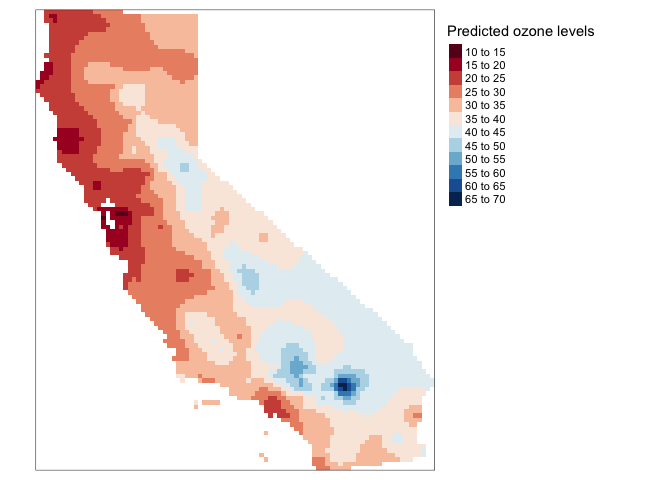 Predicted ozone levels
10 to 15
15 to 20
20 to 25
25 to 30
30 to 35
35 to 40
40 to 45
45 to 50
50 to 55
55 to 60
60 to 65
65 to 70